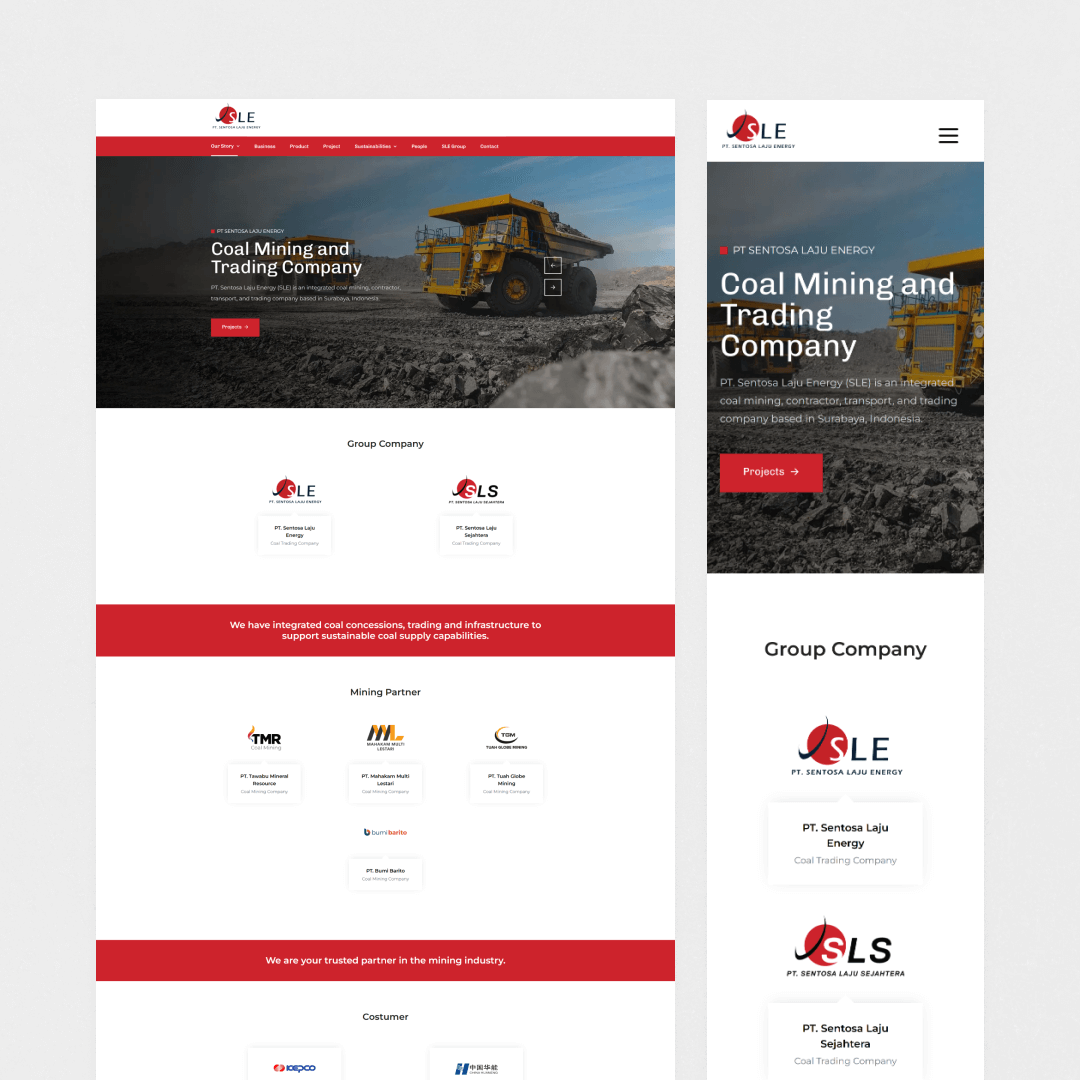 SLE
PT. SENTOSA LAJU ENERGY
Our Story
Business
Product
Project
Sustainabilities
People
SLE Group
Contact
PT SENTOSA LAJU ENERGY
Coal Mining and
Trading Company
PT. Sentosa Laju Energy (SLE) is an integrated coal mining, contractor,
transport, and trading company based in Surabaya, Indonesia.
Projects →
Group Company
SLE
PT. SENTOSA LAJU ENERGY
SLS
PT. SENTOSA LAJU SEJAHTERA
PT. Sentosa Laju
Energy
Coal Trading Company
PT. Sentosa Laju
Sejahtera
Coal Trading Company
We have integrated coal concessions, trading and infrastructure to
support sustainable coal supply capabilities.
Mining Partner
TMR
Coal Mining
MML
MAHAKAM MULTI
LESTARI
TGM
TUAH GLOBE MINING
PT. Tawabu Mineral
Resource
Coal Mining Company
PT. Mahakam Multi
Lestari
Coal Mining Company
PT. Tuah Globe
Mining
Coal Mining Company
bumibarito
PT. Bumi Barito
Coal Mining Company
We are your trusted partner in the mining industry.
Costumer
KEPCO
中国华能
CHINA HUANENG
SLE
PT. SENTOSA LAJU ENERGY
PT SENTOSA LAJU ENERGY
Coal Mining and
Trading
Company
PT. Sentosa Laju Energy (SLE) is an integrated
coal mining, contractor, transport, and trading
company based in Surabaya, Indonesia.
Projects →
Group Company
SLE
PT. SENTOSA LAJU ENERGY
PT. Sentosa Laju
Energy
Coal Trading Company
SLS
PT. SENTOSA LAJU SEJAHTERA
PT. Sentosa Laju
Sejahtera
Coal Trading Company